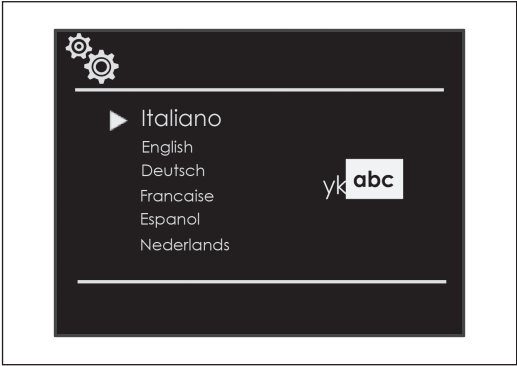 Italiano
English
Deutsch
Francaise
yk abc
Espanol
Nederlands